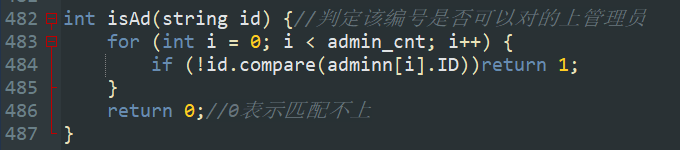 482 int isAd(string id) {//判定该编号是否可以对的上管理员
483 for (int i = 0; i < admin_cnt; i++) {
484 if (!id.compare(adminn[i].ID))return 1;
485 }
486 return 0;//0表示匹配不上
487 }